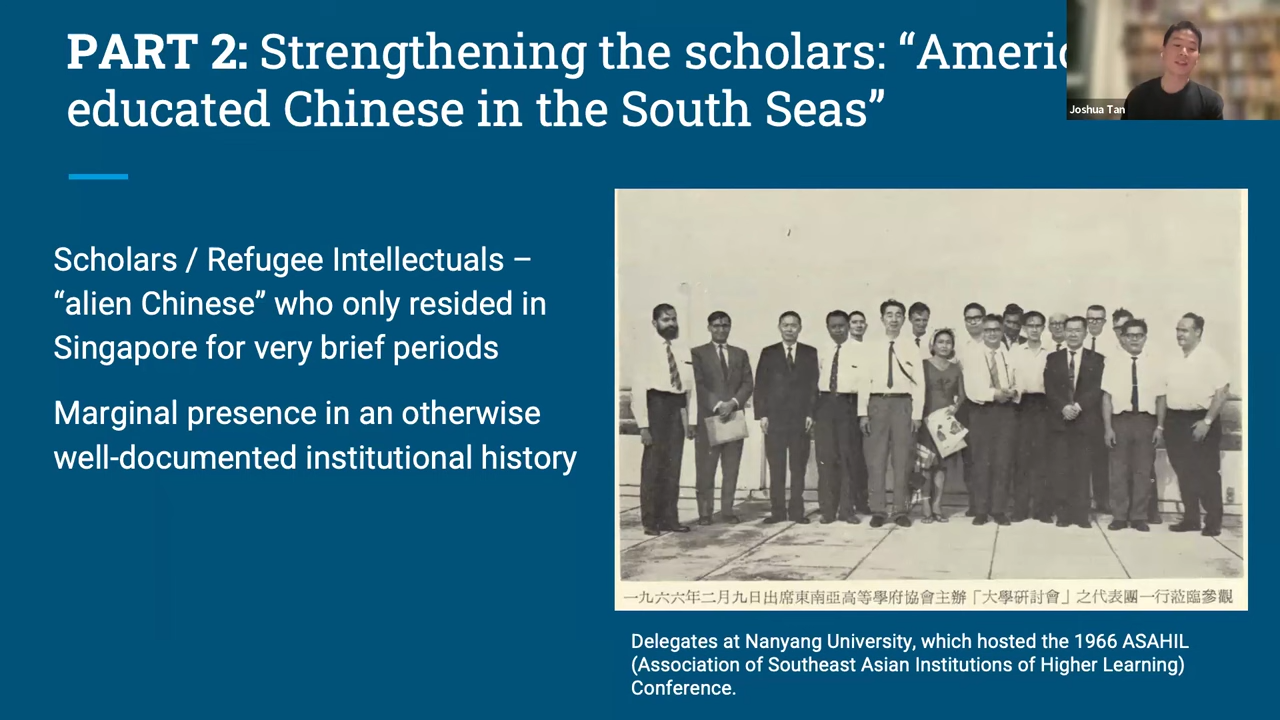 PART 2: Strengthening the scholars: “Americ
educated Chinese in the South Seas”
Joshua Tan
Scholars / Refugee Intellectuals –
“alien Chinese” who only resided in
Singapore for very brief periods
Marginal presence in an otherwise
well-documented institutional history
一九六六年二月九日出席東南亞高等學府協會主辦「大學研討會」之代表團一行蒞臨參觀
Delegates at Nanyang University, which hosted the 1966 ASAHIL
(Association of Southeast Asian Institutions of Higher Learning)
Conference.